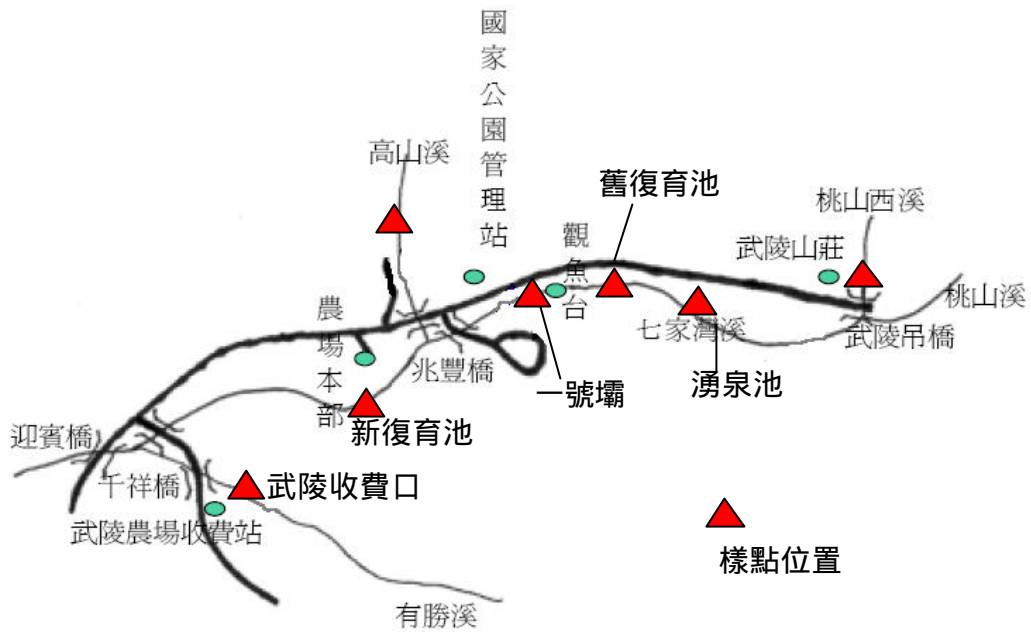 國家公園管理站
高山溪
舊復育池
桃山西溪
觀魚台
武陵山莊
桃山溪
農場本部
七家灣溪
武陵吊橋
兆豐橋
湧泉池
一號壩
新復育池
迎賓橋
千祥橋
武陵收費口
武陵農場收費站
樣點位置
有勝溪